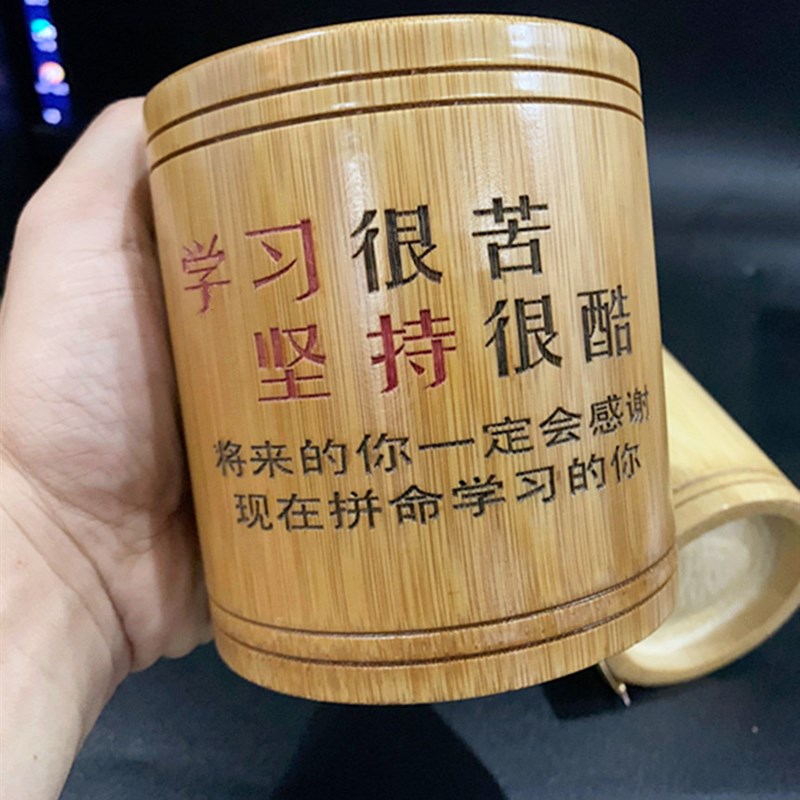 学习很苦
坚持很酷
将来的你一定会感谢
现在拼命学习的你